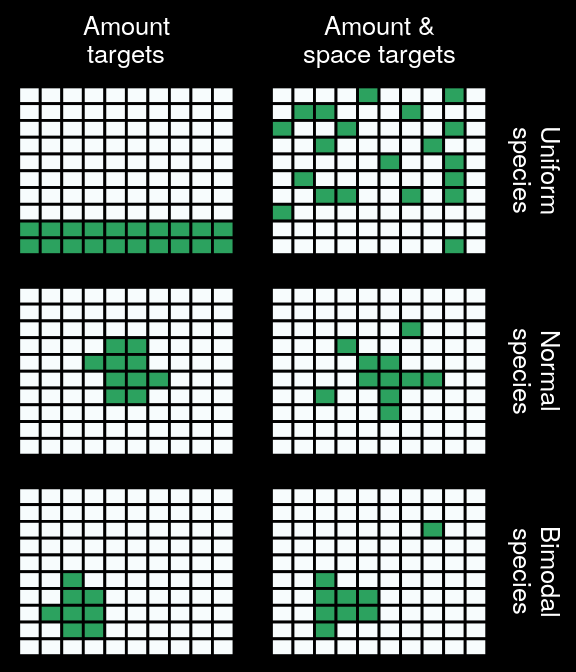 Amount
targets
Amount &
space targets
Uniform
species
Normal
species
Bimodal
species